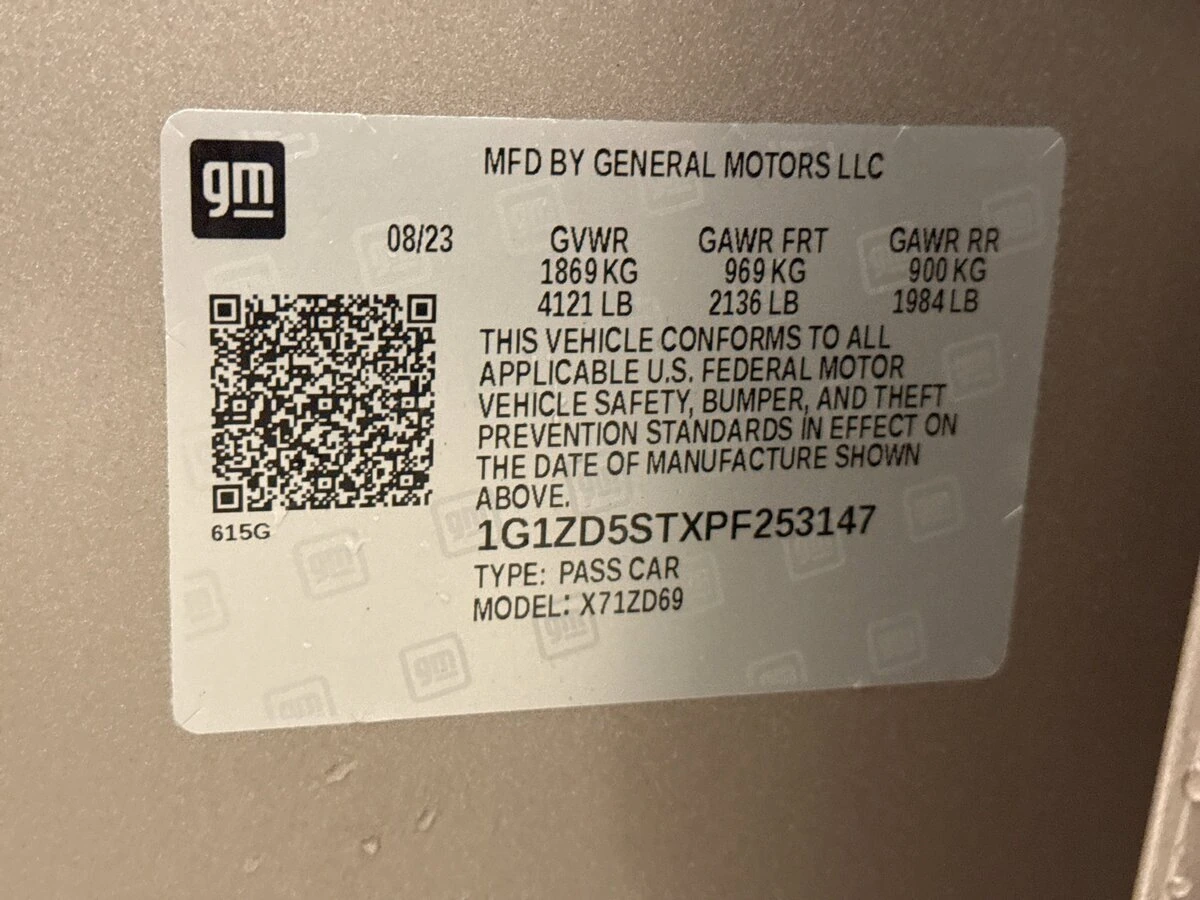 gm
MFD BY GENERAL MOTORS LLC
08/23 GVWR GAWR FRT GAWR RR
1869 KG 969 KG 900 KG
4121 LB 2136 LB 1984 LB
THIS VEHICLE CONFORMS TO ALL
APPLICABLE U.S. FEDERAL MOTOR
VEHICLE SAFETY, BUMPER, AND THEFT
PREVENTION STANDARDS IN EFFECT ON
THE DATE OF MANUFACTURE SHOWN
ABOVE.
615G
1G1ZD5STXPF253147
TYPE: PASS CAR
MODEL: X71ZD69